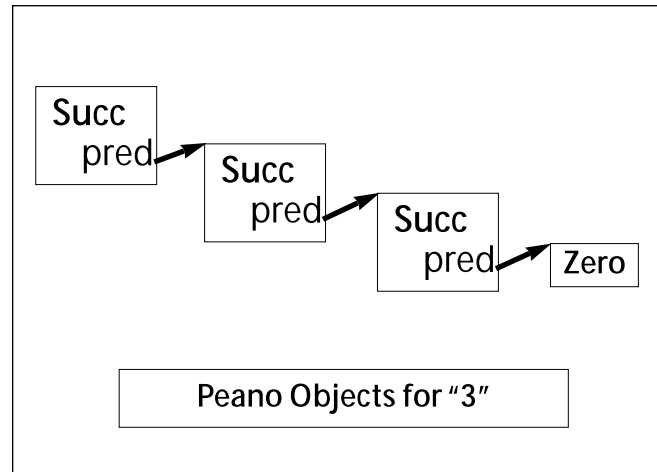 Succ
pred
Succ
pred
Succ
pred
Zero
Peano Objects for “3”